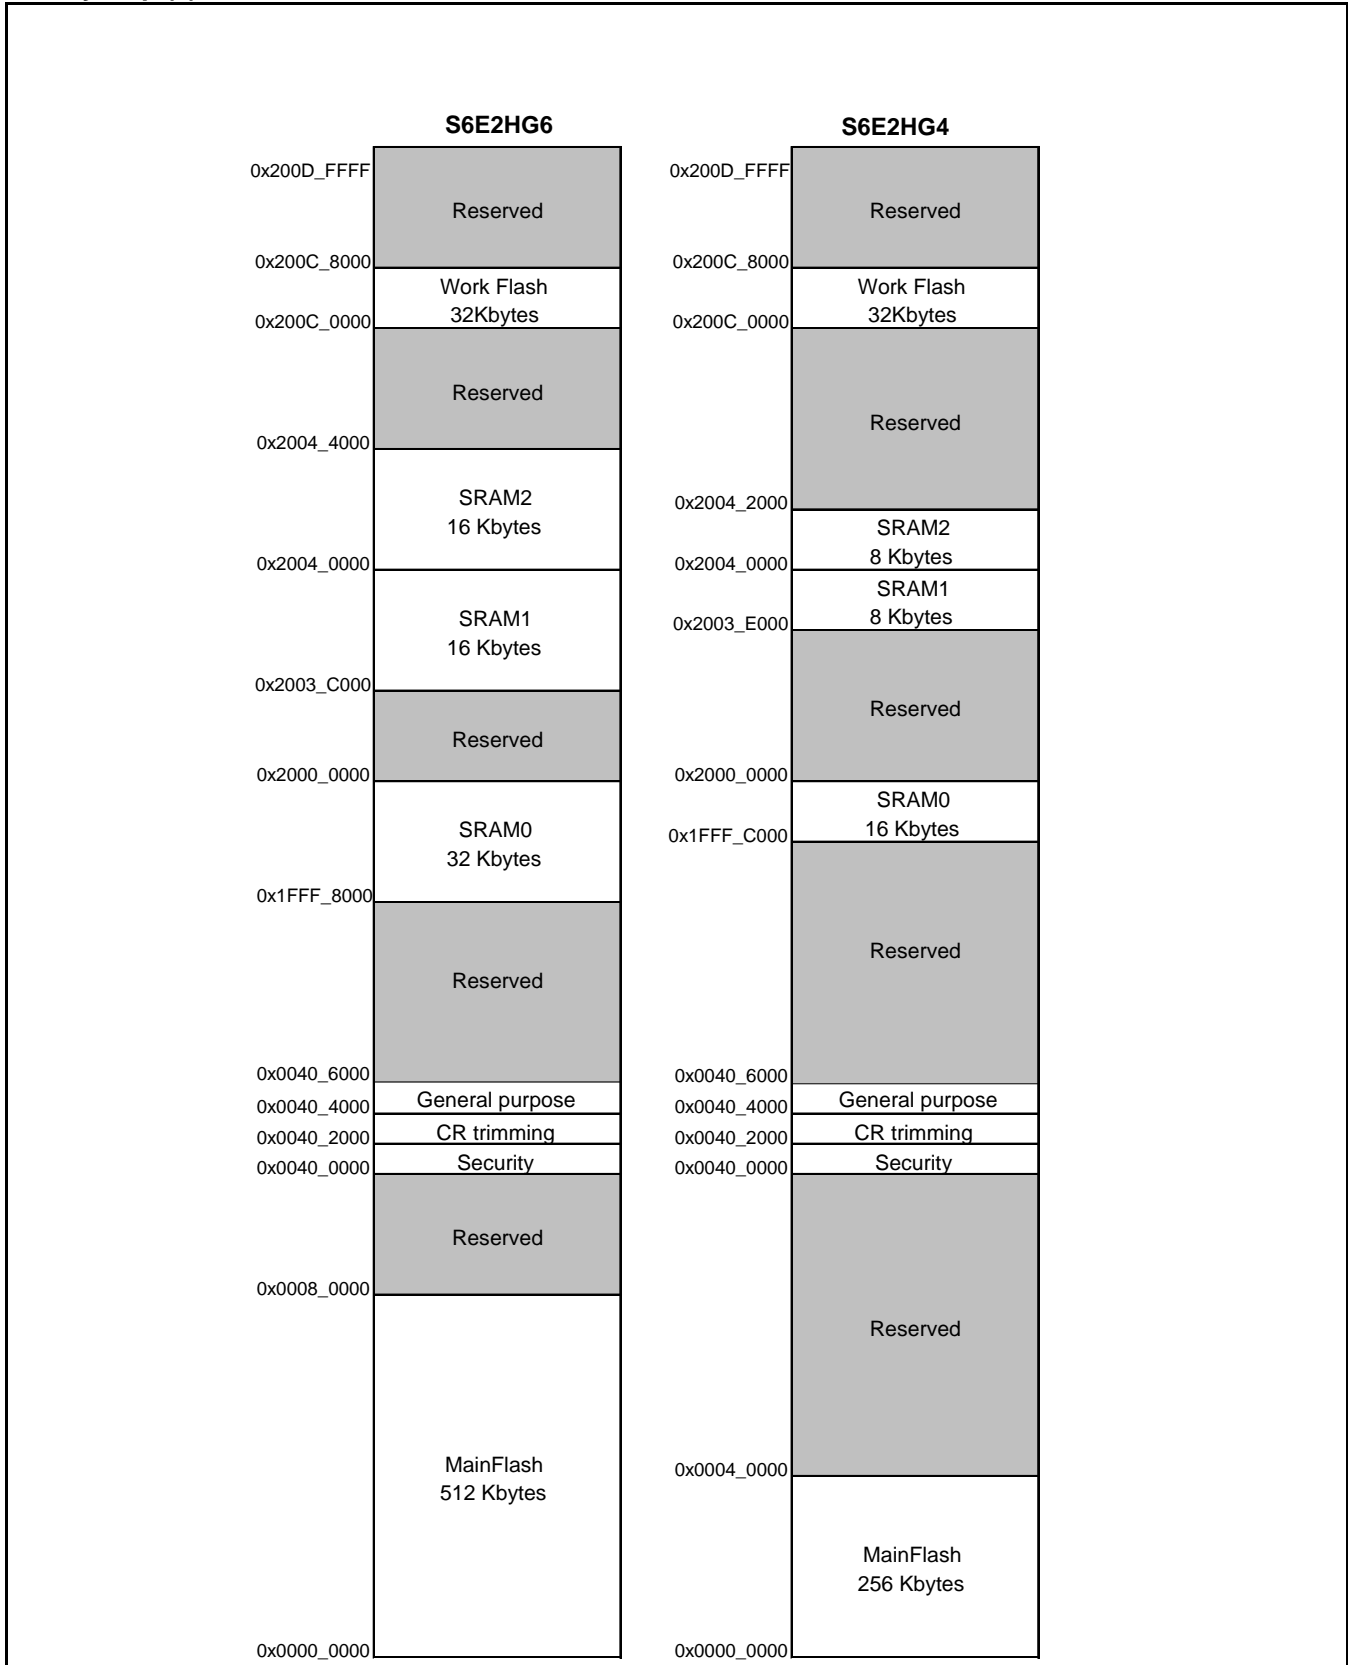 S6E2HG6
0x200D_FFFF
Reserved
0x200C_8000
Work Flash
32Kbytes
0x200C_0000
Reserved
0x2004_4000
SRAM2
16 Kbytes
0x2004_0000
SRAM1
16 Kbytes
0x2003_C000
Reserved
0x2000_0000
SRAM0
32 Kbytes
0x1FFF_8000
Reserved
0x0040_6000
General purpose
0x0040_4000
CR trimming
0x0040_2000
Security
0x0040_0000
Reserved
0x0008_0000
MainFlash
512 Kbytes
0x0000_0000
S6E2HG4
0x200D_FFFF
Reserved
0x200C_8000
Work Flash
32Kbytes
0x200C_0000
Reserved
0x2004_2000
SRAM2
8 Kbytes
0x2004_0000
SRAM1
8 Kbytes
0x2003_E000
Reserved
0x2000_0000
SRAM0
16 Kbytes
0x1FFF_C000
Reserved
0x0040_6000
General purpose
0x0040_4000
CR trimming
0x0040_2000
Security
0x0040_0000
Reserved
0x0004_0000
MainFlash
256 Kbytes
0x0000_0000